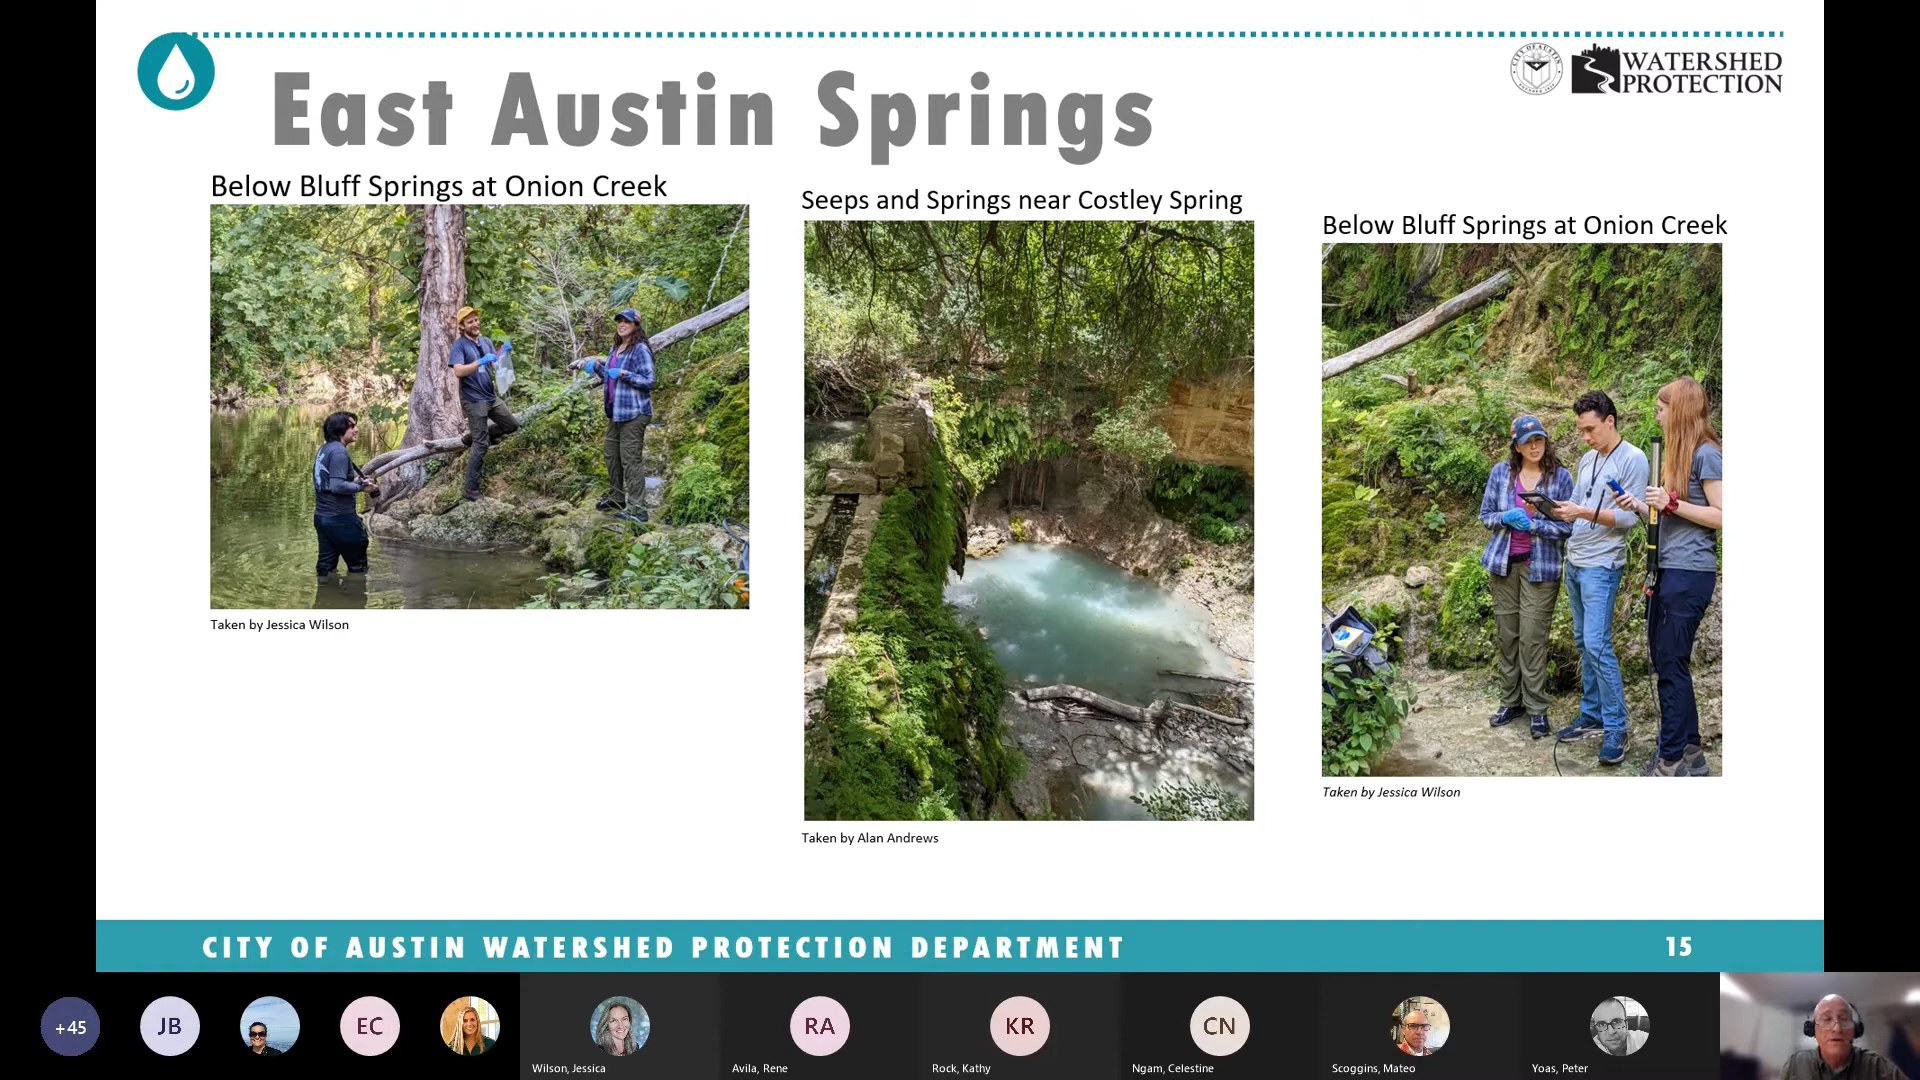 East Austin Springs
WATERSHED
PROTECTION
Below Bluff Springs at Onion Creek
Seeps and Springs near Costley Spring
Below Bluff Springs at Onion Creek
Taken by Jessica Wilson
Taken by Jessica Wilson
Taken by Alan Andrews
CITY OF AUSTIN WATERSHED PROTECTION DEPARTMENT
15
+45
JB
EC
RA
KR
CN
Wilson, Jessica
Avila, Rene
Rock, Kathy
Ngam, Celestine
Scoggins, Mateo
Yoas, Peter